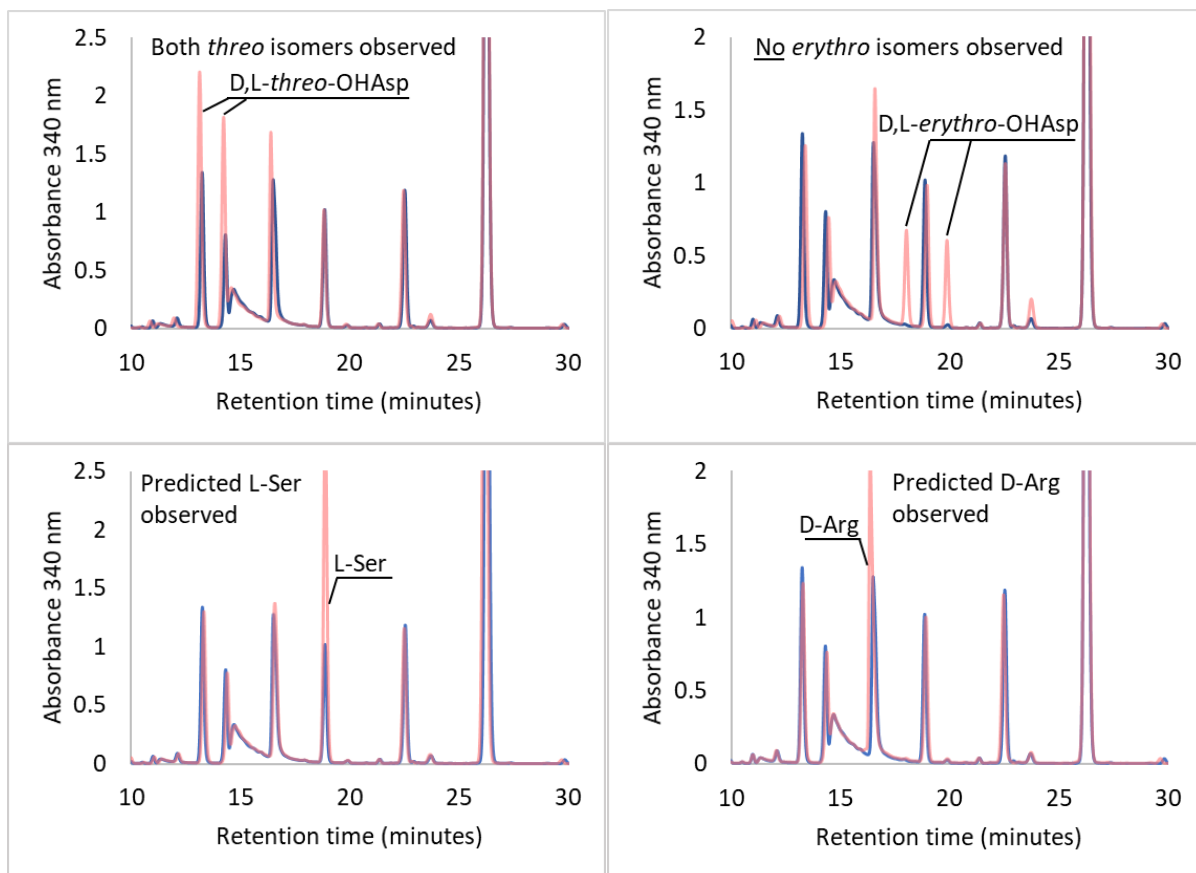 Both threo isomers observed
D,L-threo-OHAsp
2.5
2
1.5
1
0.5
0
Absorbance 340 nm
10 15 20 25 30
Retention time (minutes)
No erythro isomers observed
D,L-erythro-OHAsp
2
1.5
1
0.5
0
Absorbance 340 nm
10 15 20 25 30
Retention time (minutes)
Predicted L-Ser
observed
L-Ser
2.5
2
1.5
1
0.5
0
Absorbance 340 nm
10 15 20 25 30
Retention time (minutes)
Predicted D-Arg
observed
D-Arg
2
1.5
1
0.5
0
Absorbance 340 nm
10 15 20 25 30
Retention time (minutes)